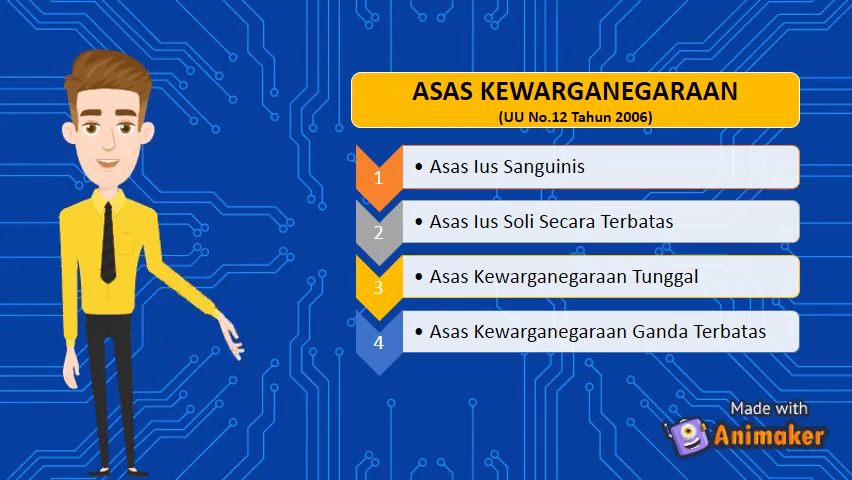 ASAS KEWARGANEGARAAN
(UU No.12 Tahun 2006)
1 • Asas Ius Sanguinis
2 • Asas Ius Soli Secara Terbatas
3 • Asas Kewarganegaraan Tunggal
4 • Asas Kewarganegaraan Ganda Terbatas
Made with
Animaker